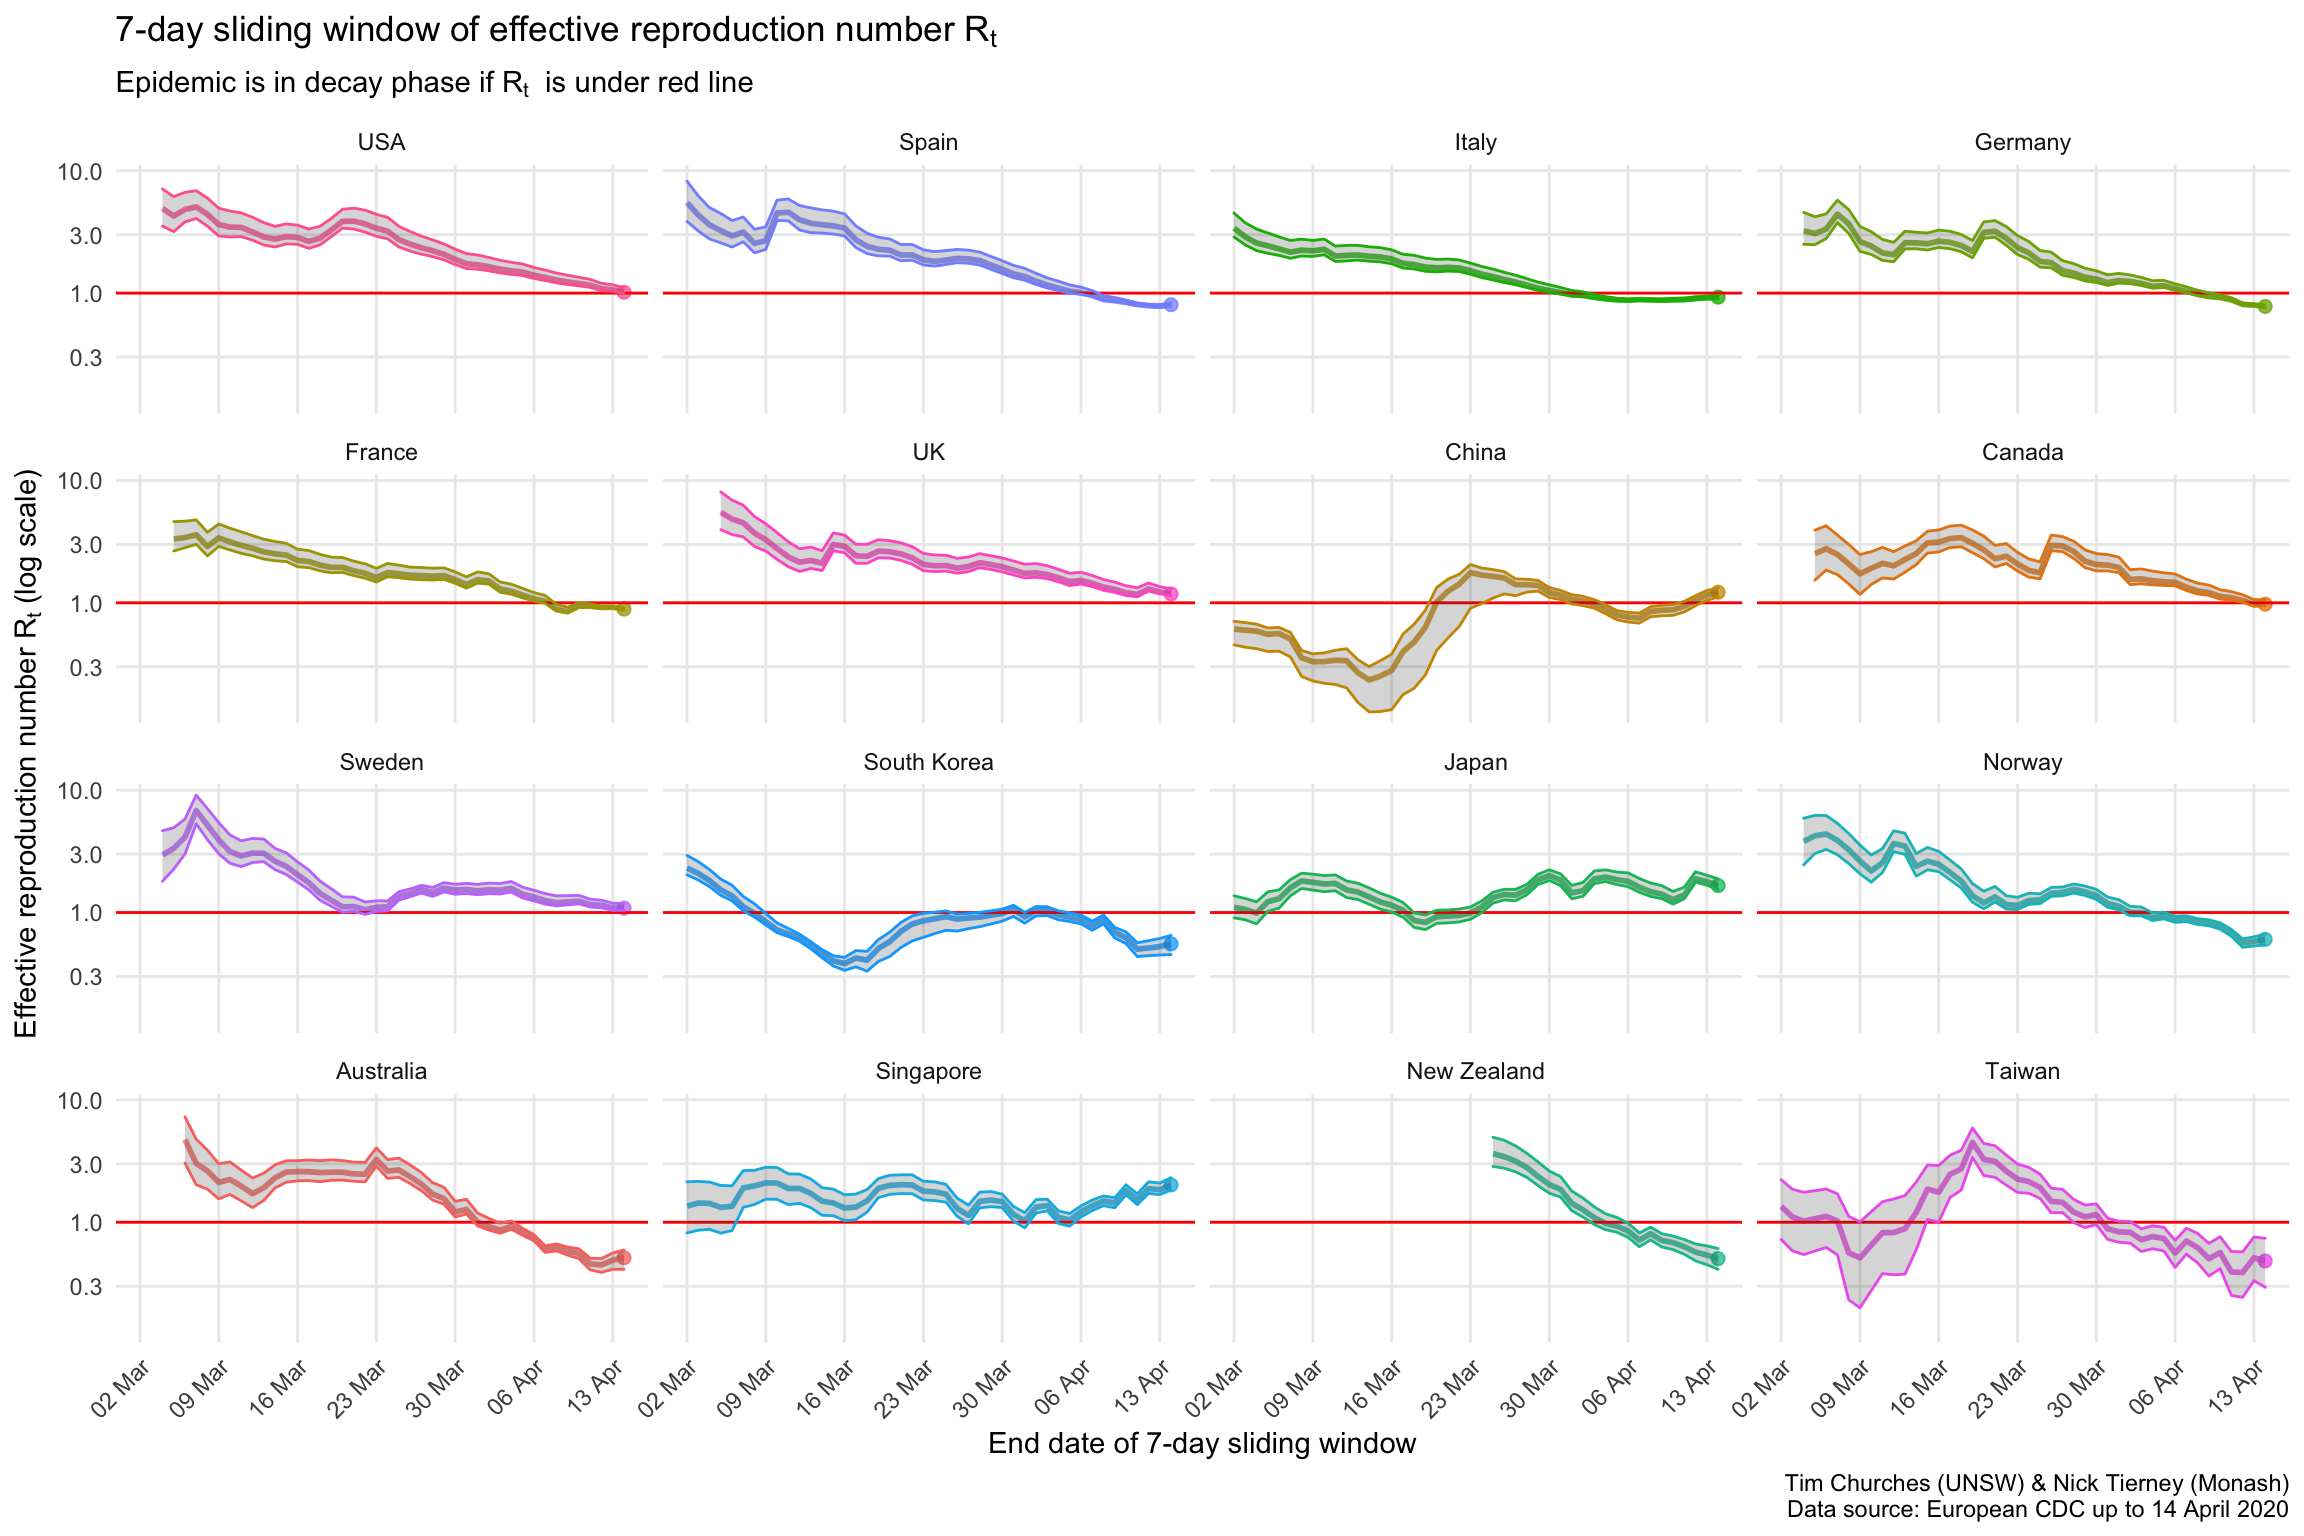 7-day sliding window of effective reproduction number Rt
Epidemic is in decay phase if Rt is under red line
USA Spain Italy Germany
10.0
3.0
1.0
0.3
France UK China Canada
10.0
3.0
1.0
0.3
Sweden South Korea Japan Norway
10.0
3.0
1.0
0.3
Australia Singapore New Zealand Taiwan
10.0
3.0
1.0
0.3
Effective reproduction number Rt (log scale)
02 Mar 09 Mar 16 Mar 23 Mar 30 Mar 06 Apr 13 Apr 02 Mar 09 Mar 16 Mar 23 Mar 30 Mar 06 Apr 13 Apr 02 Mar 09 Mar 16 Mar 23 Mar 30 Mar 06 Apr 13 Apr 02 Mar 09 Mar 16 Mar 23 Mar 30 Mar 06 Apr 13 Apr
End date of 7-day sliding window
Tim Churches (UNSW) & Nick Tierney (Monash)
Data source: European CDC up to 14 April 2020